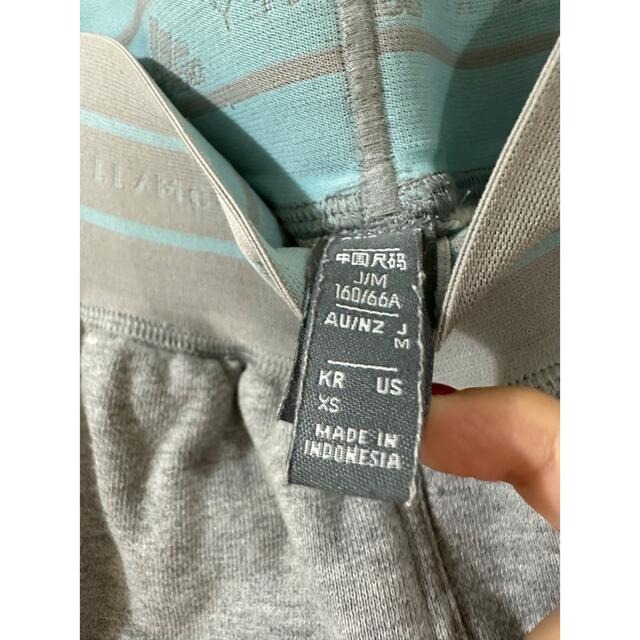 中国尺码
J/M
160/66A
AU/NZ J
M
KR US
XS
MADE IN
INDONESIA